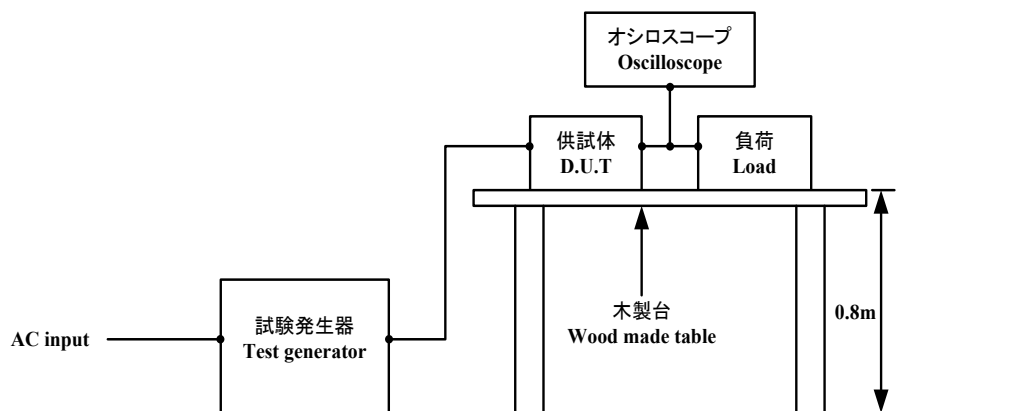 オシロスコープ
Oscilloscope
供試体
D.U.T
負荷
Load
試験発生器
Test generator
AC input
木製台
Wood made table
0.8m